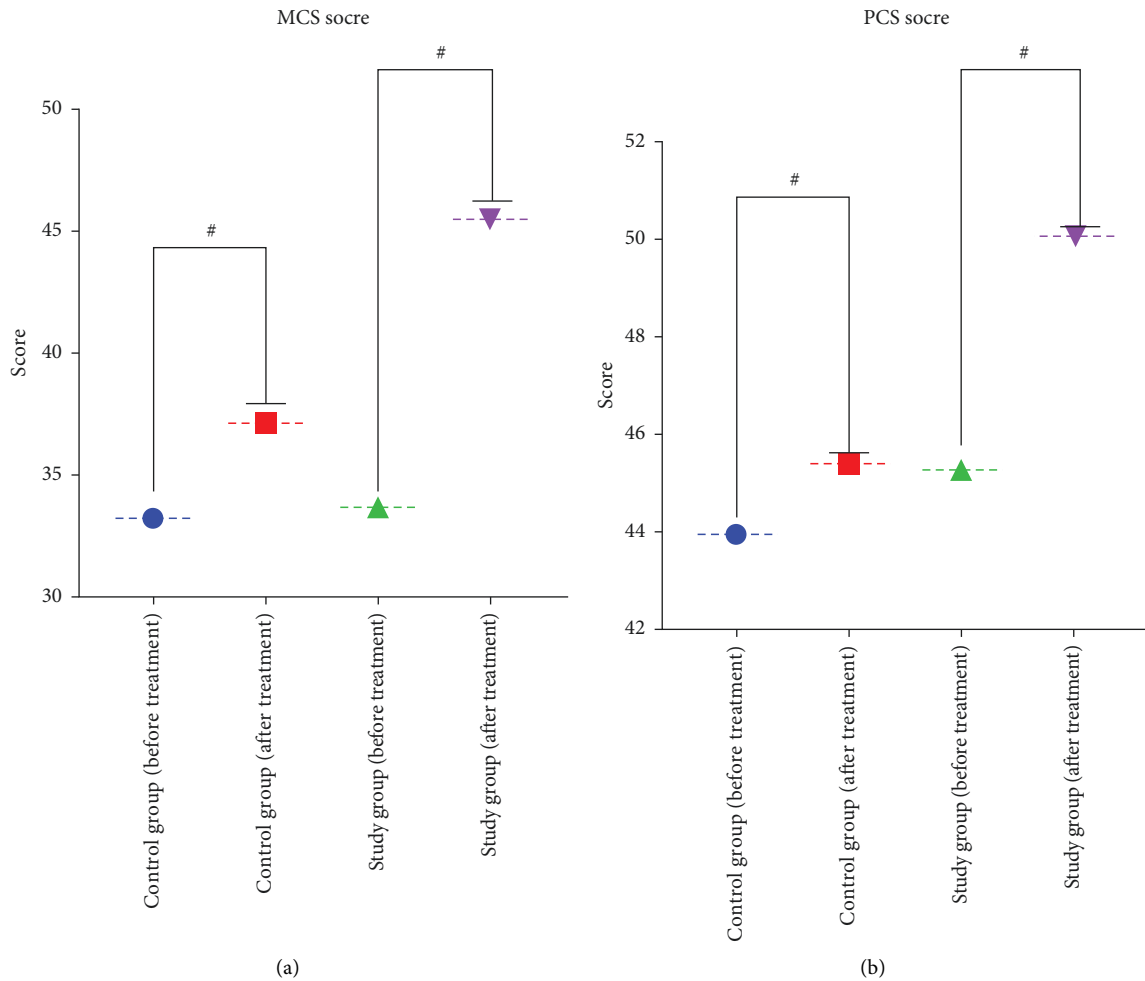 MCS socre
#
#
50
45
40
35
30
Score
Control group (before treatment)
Control group (after treatment)
Study group (before treatment)
Study group (after treatment)
(a)
PCS socre
#
#
52
50
48
46
44
42
Score
Control group (before treatment)
Control group (after treatment)
Study group (before treatment)
Study group (after treatment)
(b)